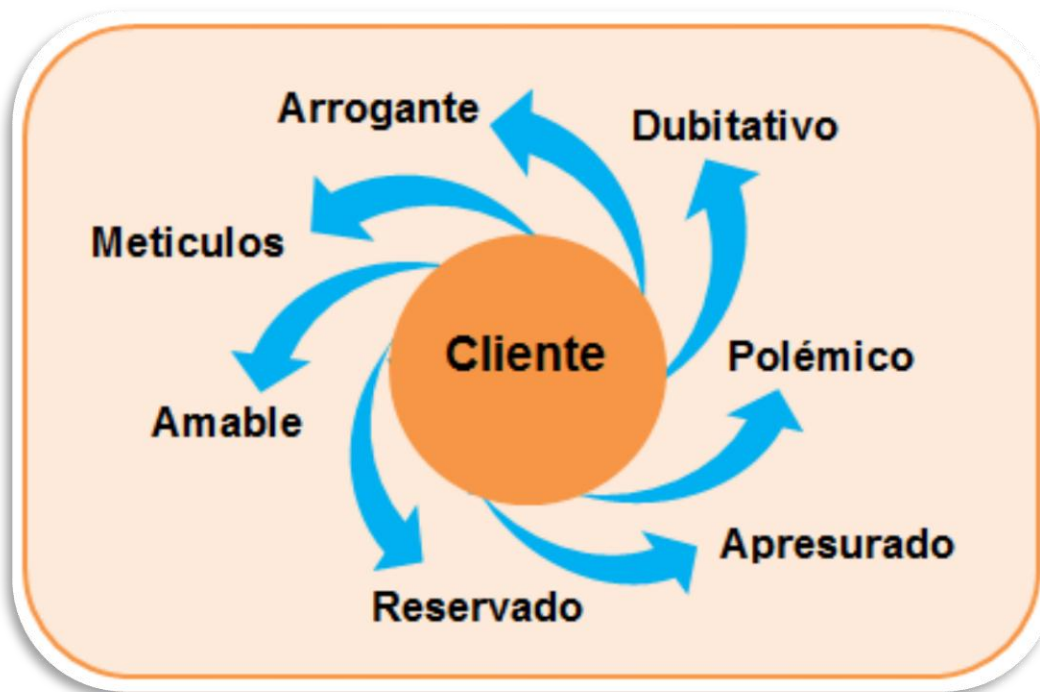 Arrogante
Dubitativo
Meticulos
Cliente
Polémico
Amable
Apresurado
Reservado